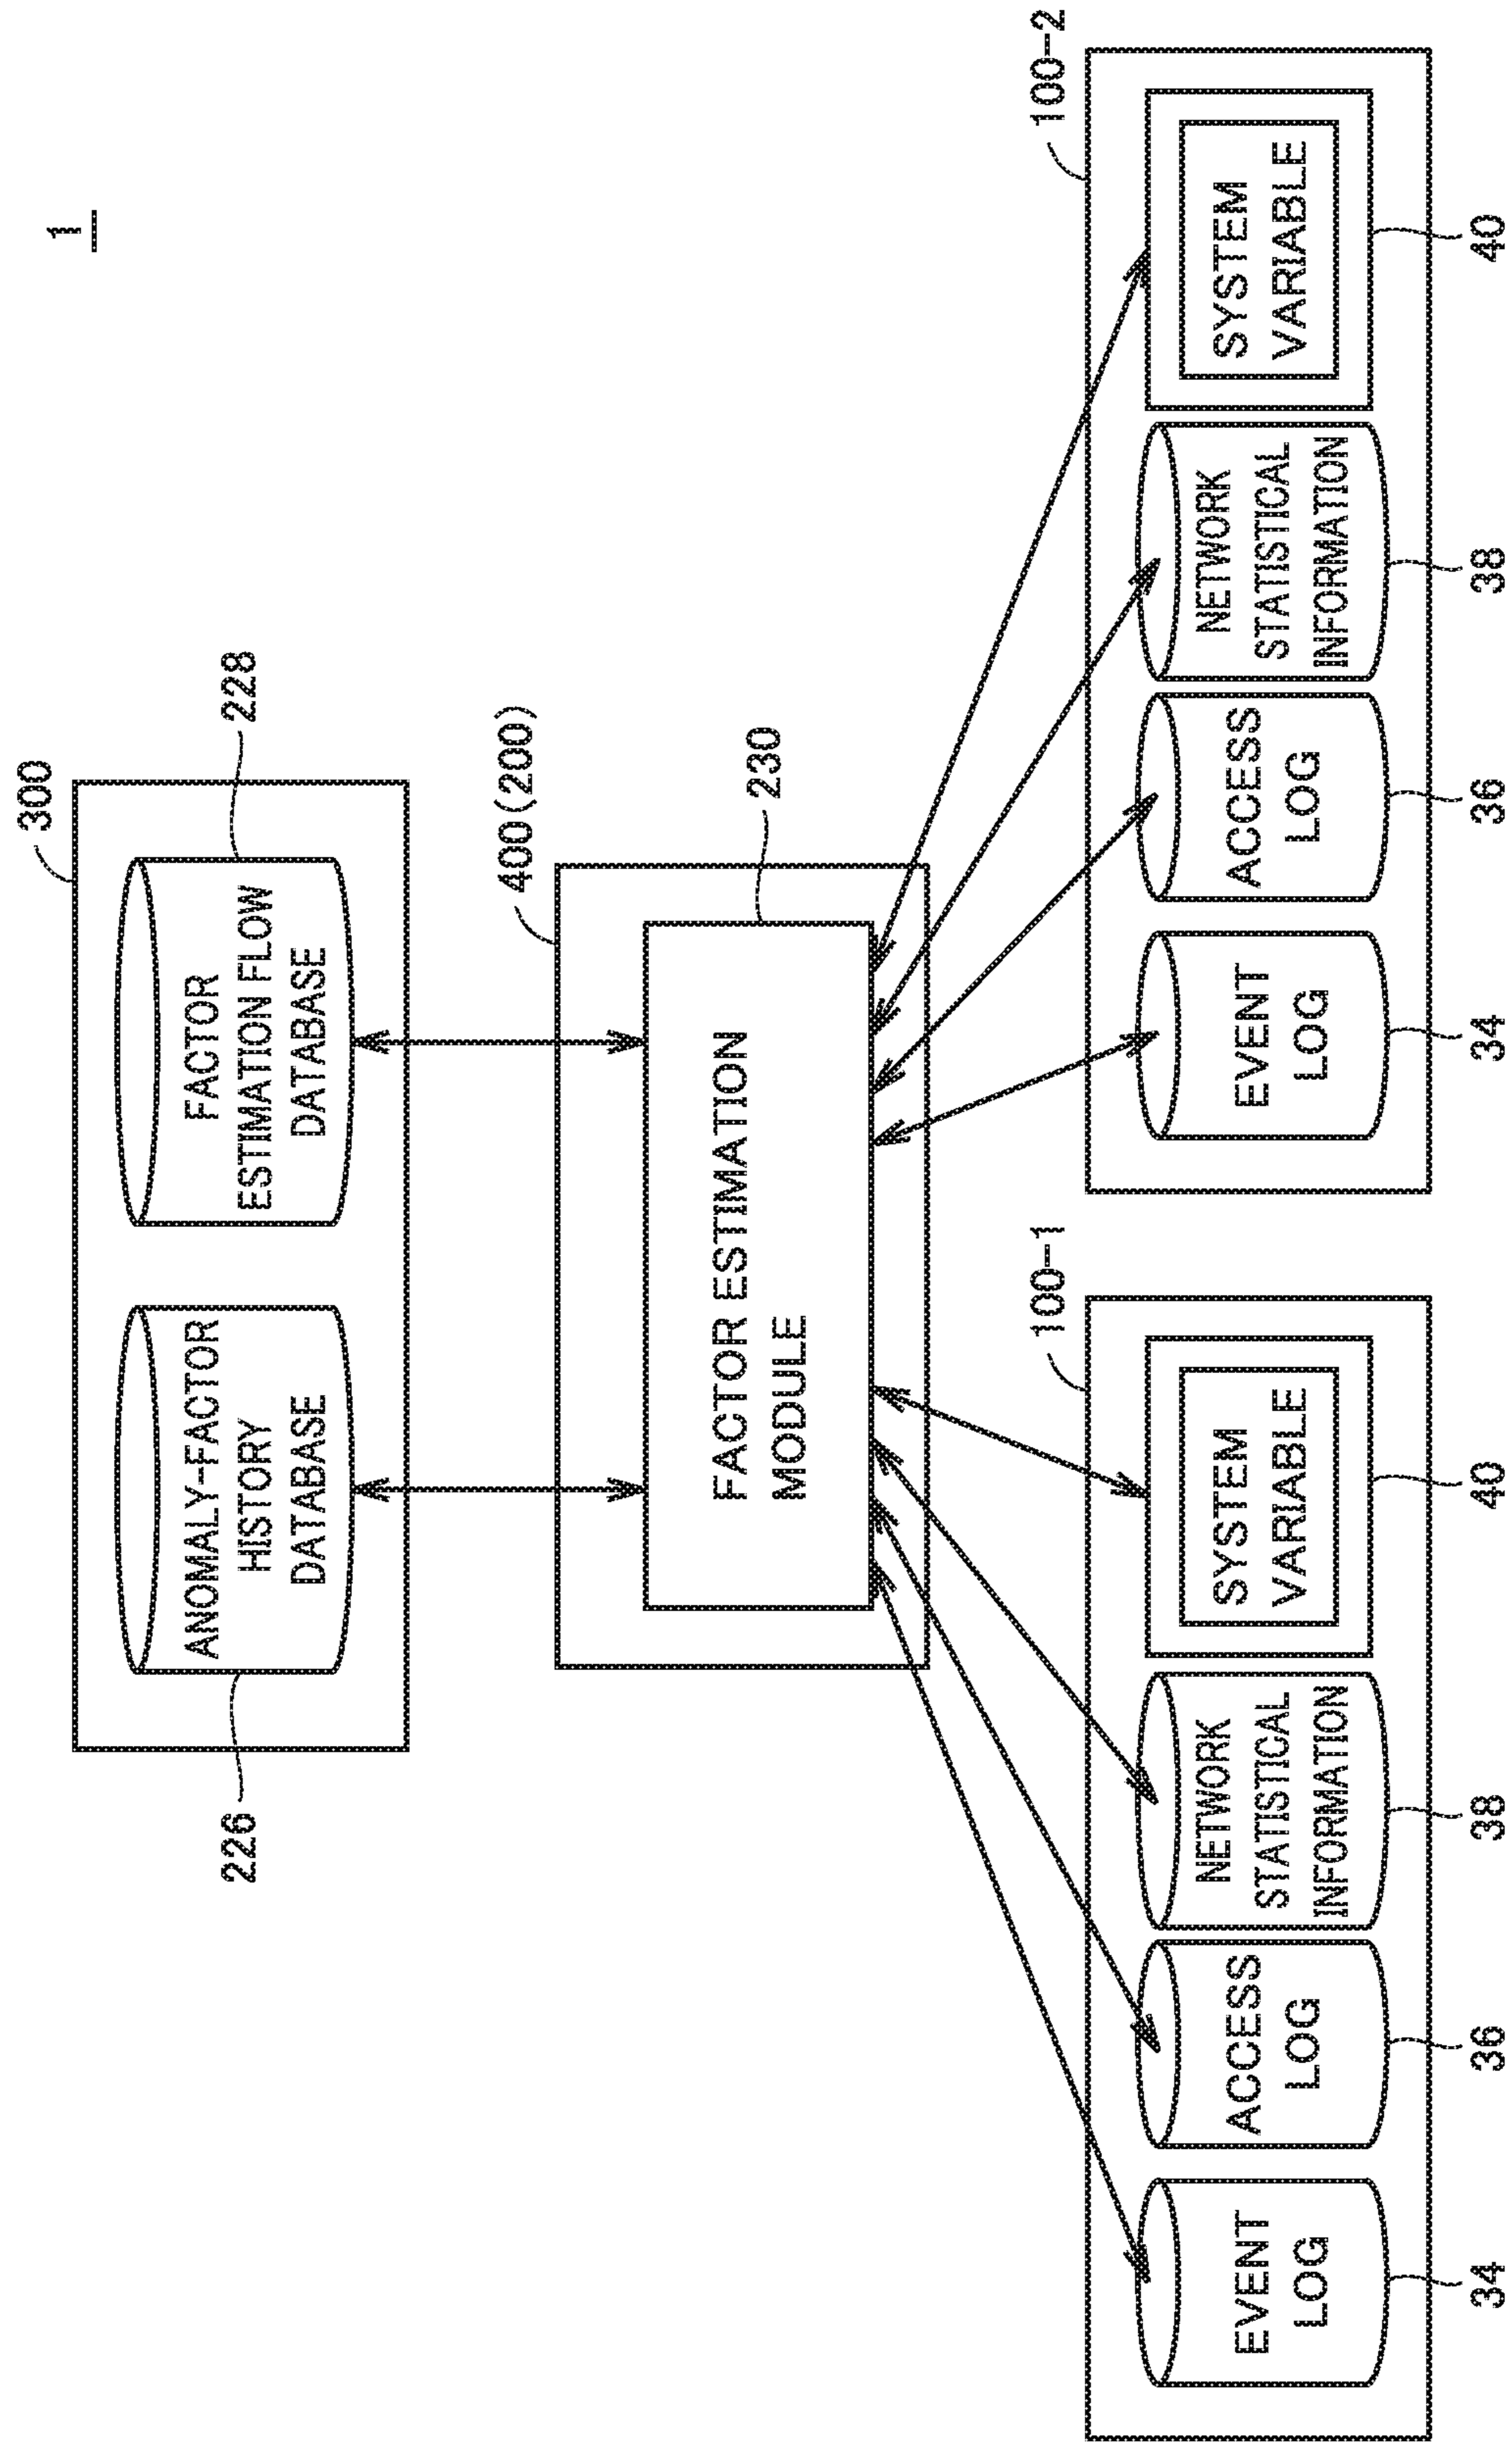 1
300
226
228
ANOMALY-FACTOR
HISTORY
DATABASE
FACTOR
ESTIMATION FLOW
DATABASE
400(200)
230
FACTOR ESTIMATION
MODULE
100-1
100-2
EVENT
LOG
ACCESS
LOG
NETWORK
STATISTICAL
INFORMATION
SYSTEM
VARIABLE
EVENT
LOG
ACCESS
LOG
NETWORK
STATISTICAL
INFORMATION
SYSTEM
VARIABLE
34
36
38
40
34
36
38
40